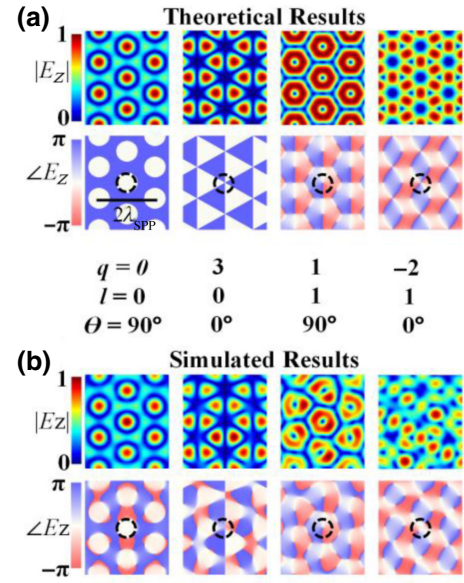 (a) Theoretical Results
1
|E_Z|
0
π
∠E_Z
−π
2λ_SPP
q = 0 3 1 −2
l = 0 0 1 1
Θ = 90° 0° 90° 0°
(b) Simulated Results
1
|Ez|
0
π
∠Ez
−π